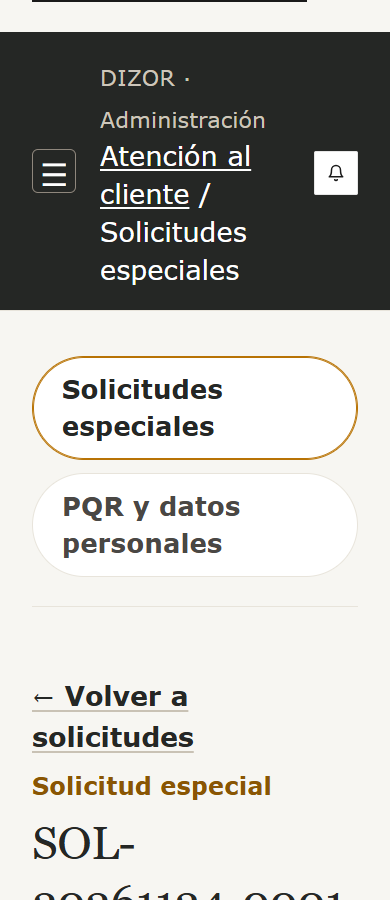 DIZOR ·
Administración
Atención al
cliente /
Solicitudes
especiales
Solicitudes
especiales
PQR y datos
personales
← Volver a
solicitudes
Solicitud especial
SOL-